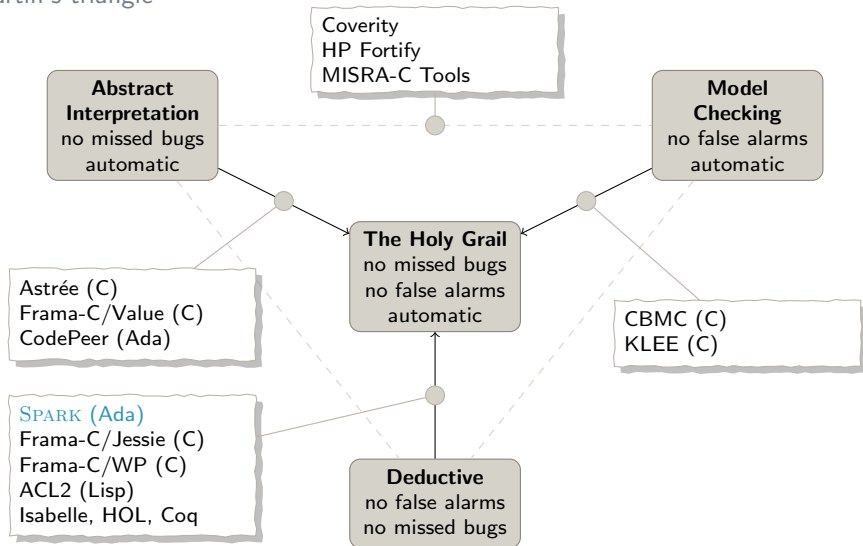 artin's triangle
Coverity
HP Fortify
MISRA-C Tools
Abstract
Interpretation
no missed bugs
automatic
Model
Checking
no false alarms
automatic
The Holy Grail
no missed bugs
no false alarms
automatic
Astrée (C)
Frama-C/Value (C)
CodePeer (Ada)
CBMC (C)
KLEE (C)
SPARK (Ada)
Frama-C/Jessie (C)
Frama-C/WP (C)
ACL2 (Lisp)
Isabelle, HOL, Coq
Deductive
no false alarms
no missed bugs